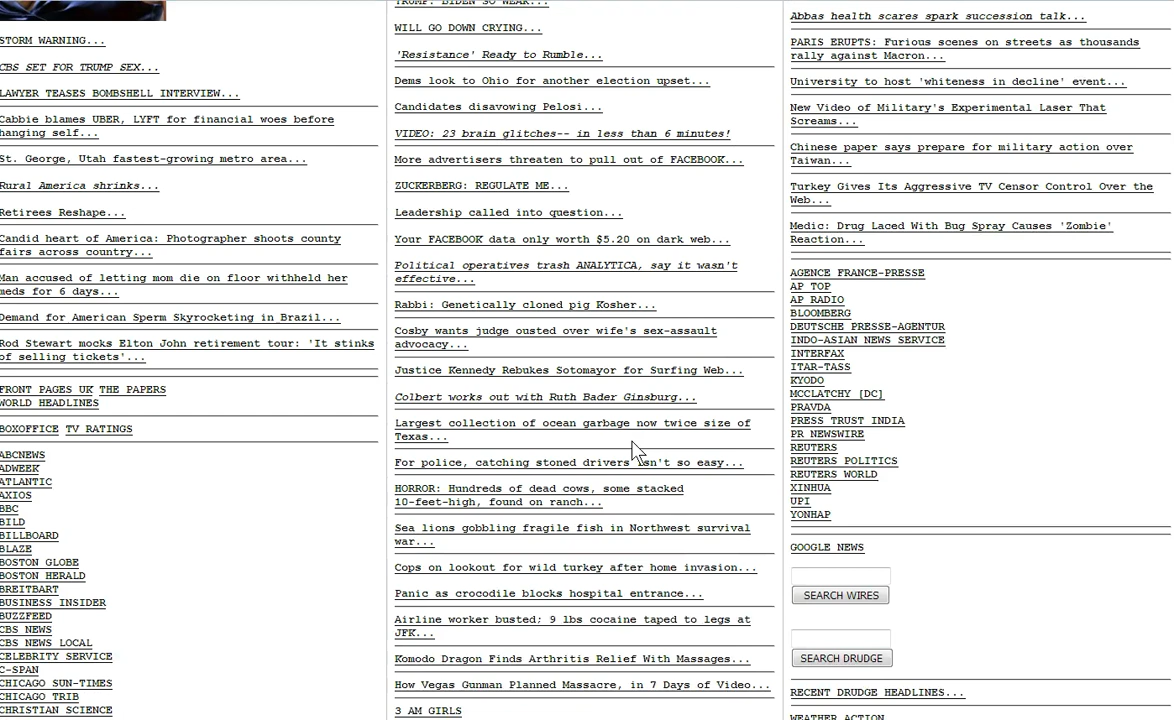 STORM WARNING...
CBS SET FOR TRUMP SEX...
LAWYER TEASES BOMBSHELL INTERVIEW...
Cabbie blames UBER, LYFT for financial woes before
hanging self...
St. George, Utah fastest-growing metro area...
Rural America shrinks...
Retirees Reshape...
Candid heart of America: Photographer shoots county
fairs across country...
Man accused of letting mom die on floor withheld her
meds for 6 days...
Demand for American Sperm Skyrocketing in Brazil...
Rod Stewart mocks Elton John retirement tour: 'It stinks
of selling tickets'...
FRONT PAGES UK THE PAPERS
WORLD HEADLINES
BOXOFFICE TV RATINGS
ABCNEWS
ADWEEK
ATLANTIC
AXIOS
BBC
BILD
BILLBOARD
BLAZE
BOSTON GLOBE
BOSTON HERALD
BREITBART
BUSINESS INSIDER
BUZZFEED
CBS NEWS
CBS NEWS LOCAL
CELEBRITY SERVICE
C-SPAN
CHICAGO SUN-TIMES
CHICAGO TRIB
CHRISTIAN SCIENCE
TRUMP: BIDEN SO WEAK...
WILL GO DOWN CRYING...
'Resistance' Ready to Rumble...
Dems look to Ohio for another election upset...
Candidates disavowing Pelosi...
VIDEO: 23 brain glitches-- in less than 6 minutes!
More advertisers threaten to pull out of FACEBOOK...
ZUCKERBERG: REGULATE ME...
Leadership called into question...
Your FACEBOOK data only worth $5.20 on dark web...
Political operatives trash ANALYTICA, say it wasn't
effective...
Rabbi: Genetically cloned pig Kosher...
Cosby wants judge ousted over wife's sex-assault
advocacy...
Justice Kennedy Rebukes Sotomayor for Surfing Web...
Colbert works out with Ruth Bader Ginsburg...
Largest collection of ocean garbage now twice size of
Texas...
For police, catching stoned drivers isn't so easy...
HORROR: Hundreds of dead cows, some stacked
10-feet-high, found on ranch...
Sea lions gobbling fragile fish in Northwest survival
war...
Cops on lookout for wild turkey after home invasion...
Panic as crocodile blocks hospital entrance...
Airline worker busted; 9 lbs cocaine taped to legs at
JFK...
Komodo Dragon Finds Arthritis Relief With Massages...
How Vegas Gunman Planned Massacre, in 7 Days of Video...
3 AM GIRLS
Abbas health scares spark succession talk...
PARIS ERUPTS: Furious scenes on streets as thousands
rally against Macron...
University to host 'whiteness in decline' event...
New Video of Military's Experimental Laser That
Screams...
Chinese paper says prepare for military action over
Taiwan...
Turkey Gives Its Aggressive TV Censor Control Over the
Web...
Medic: Drug Laced With Bug Spray Causes 'Zombie'
Reaction...
AGENCE FRANCE-PRESSE
AP TOP
AP RADIO
BLOOMBERG
DEUTSCHE PRESSE-AGENTUR
INDO-ASIAN NEWS SERVICE
INTERFAX
ITAR-TASS
KYODO
MCCLATCHY [DC]
PRAVDA
PRESS TRUST INDIA
PR NEWSWIRE
REUTERS
REUTERS POLITICS
REUTERS WORLD
XINHUA
UPI
YONHAP
GOOGLE NEWS
SEARCH WIRES
SEARCH DRUDGE
RECENT DRUDGE HEADLINES...
WEATHER ACTION